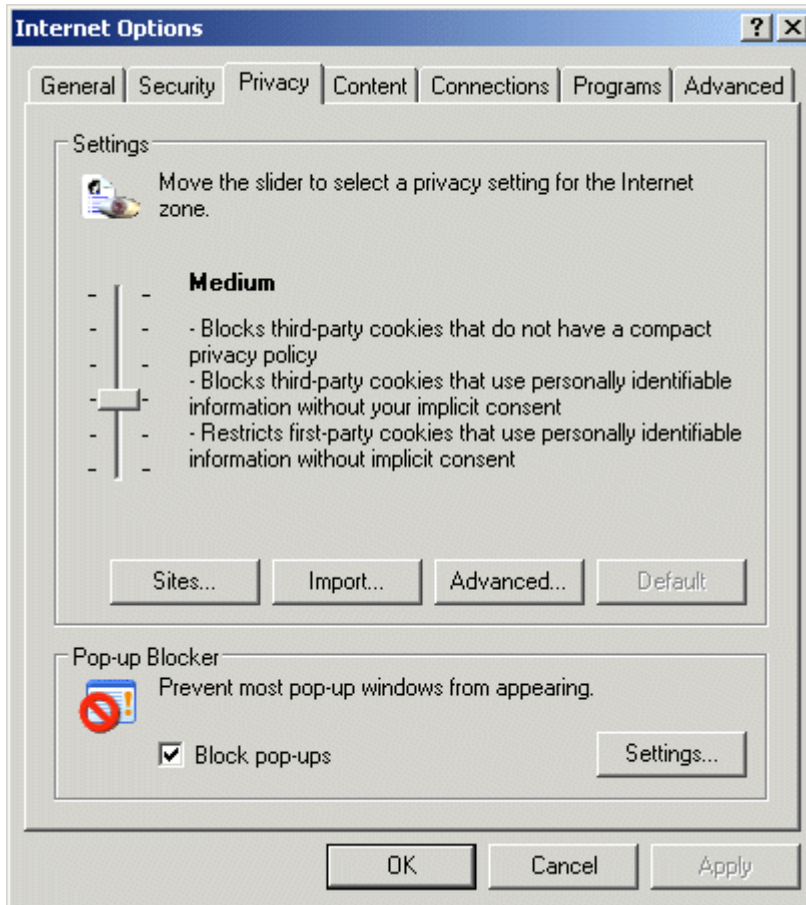 Internet Options
General Security Privacy Content Connections Programs Advanced
Settings
Move the slider to select a privacy setting for the Internet
zone.
Medium
- Blocks third-party cookies that do not have a compact
privacy policy
- Blocks third-party cookies that use personally identifiable
information without your implicit consent
- Restricts first-party cookies that use personally identifiable
information without implicit consent
Sites... Import... Advanced... Default
Pop-up Blocker
Prevent most pop-up windows from appearing.
Block pop-ups Settings...
OK Cancel Apply